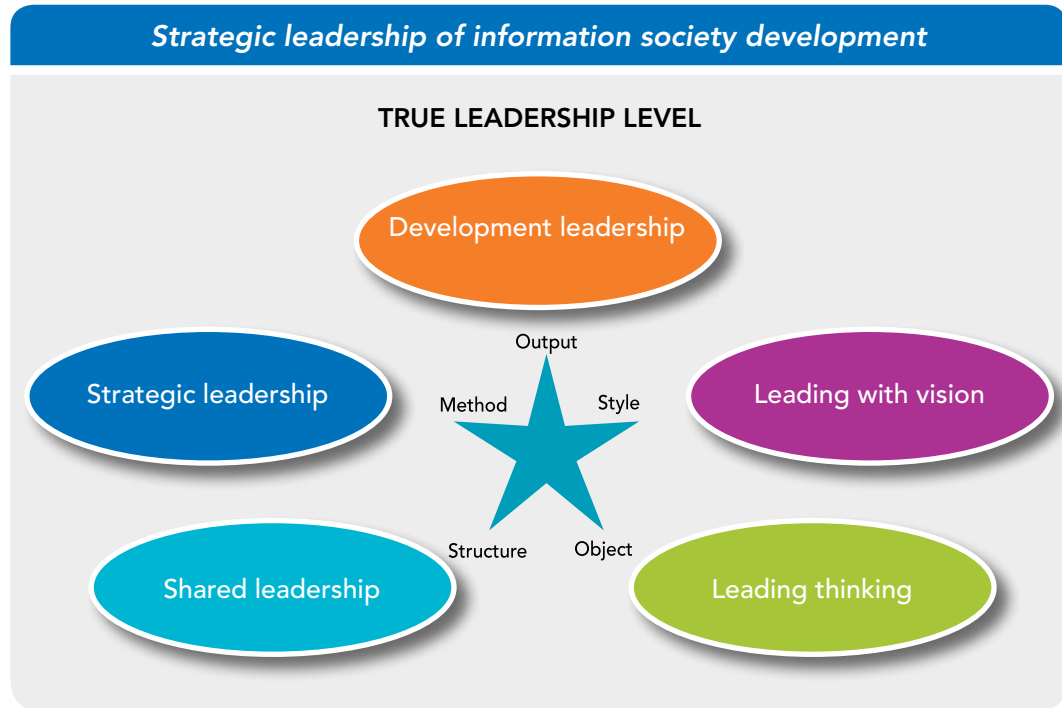 Strategic leadership of information society development
TRUE LEADERSHIP LEVEL
Development leadership
Output
Strategic leadership
Method
Style
Leading with vision
Structure
Object
Shared leadership
Leading thinking